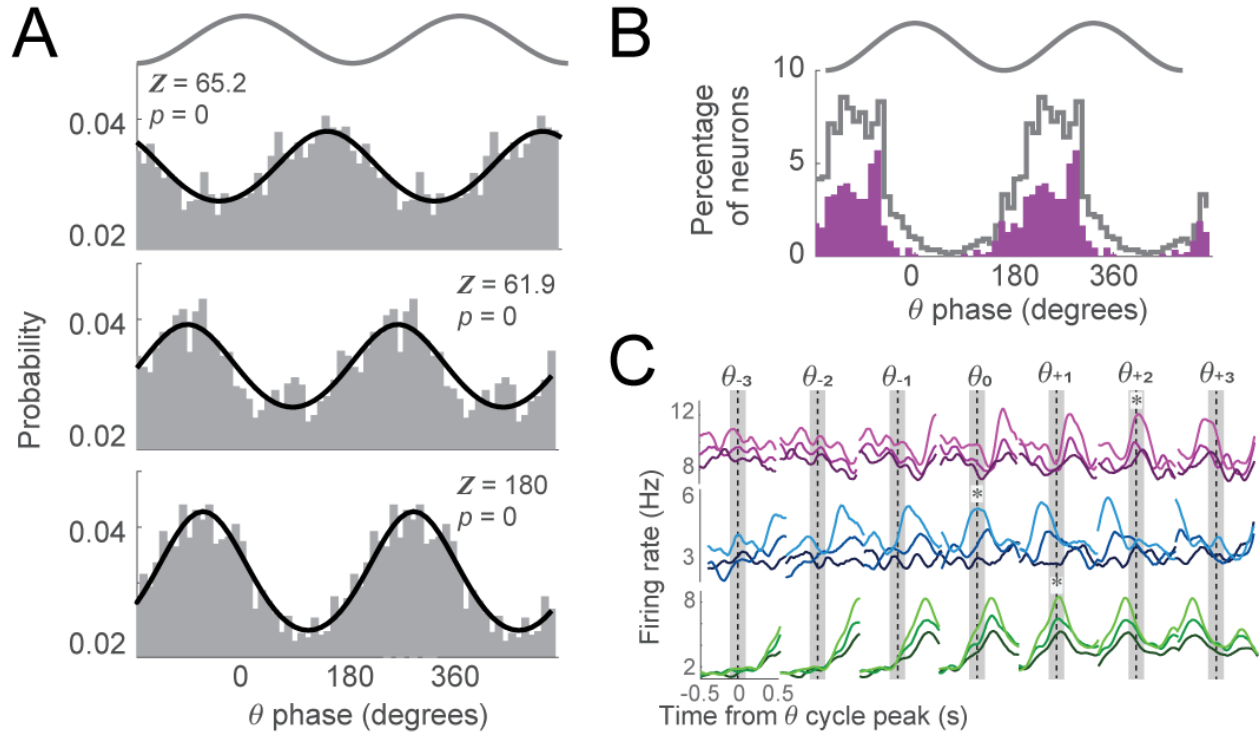 A
Z = 65.2
p = 0
0.04
0.02
Z = 61.9
p = 0
0.04
0.02
Z = 180
p = 0
0.04
0.02
Probability
0 180 360
θ phase (degrees)
B
10
5
0
Percentage
of neurons
0 180 360
θ phase (degrees)
C
θ-3 θ-2 θ-1 θ0 θ+1 θ+2 θ+3
*
12
8
*
6
3
*
8
2
Firing rate (Hz)
-0.5 0 0.5
Time from θ cycle peak (s)